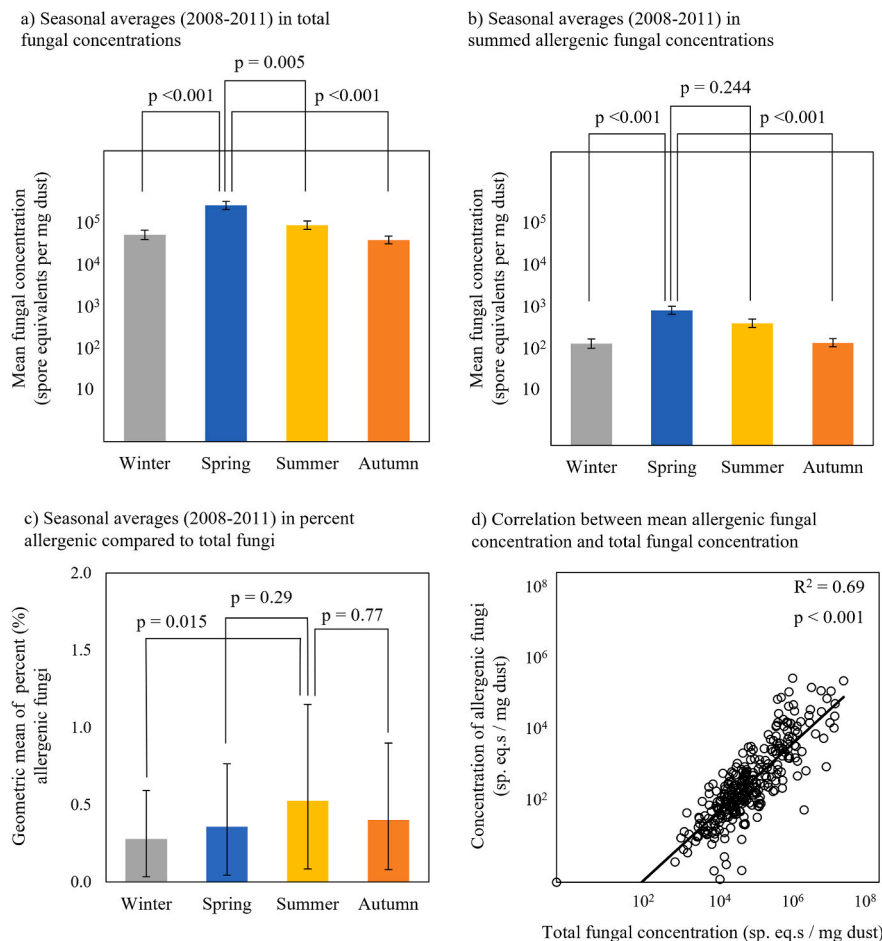 a) Seasonal averages (2008-2011) in total
fungal concentrations
p = 0.005
p <0.001
p <0.001
Mean fungal concentration
(spore equivalents per mg dust)
10⁵
10⁴
10³
10²
10
Winter
Spring
Summer
Autumn
b) Seasonal averages (2008-2011) in
summed allergenic fungal concentrations
p = 0.244
p <0.001
p <0.001
Mean fungal concentration
(spore equivalents per mg dust)
10⁵
10⁴
10³
10²
10
Winter
Spring
Summer
Autumn
c) Seasonal averages (2008-2011) in percent
allergenic compared to total fungi
p = 0.29
p = 0.015
p = 0.77
Geometric mean of percent (%)
allergenic fungi
2.0
1.5
1.0
0.5
0.0
Winter
Spring
Summer
Autumn
d) Correlation between mean allergenic fungal
concentration and total fungal concentration
R² = 0.69
p < 0.001
Concentration of allergenic fungi
(sp. eq.s / mg dust)
10⁸
10⁶
10⁴
10²
10²
10⁴
10⁶
10⁸
Total fungal concentration (sp. eq.s / mg dust)